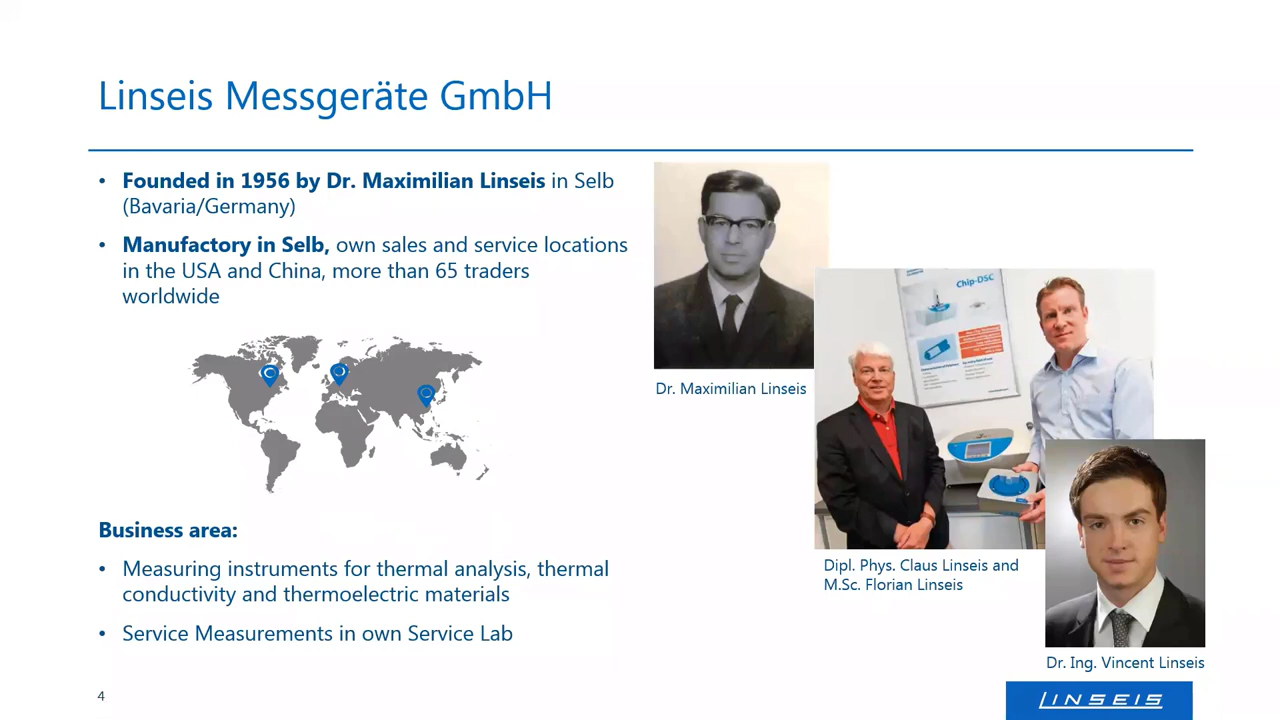 Linseis Messgeräte GmbH
• Founded in 1956 by Dr. Maximilian Linseis in Selb
(Bavaria/Germany)
• Manufactory in Selb, own sales and service locations
in the USA and China, more than 65 traders
worldwide
Business area:
• Measuring instruments for thermal analysis, thermal
conductivity and thermoelectric materials
• Service Measurements in own Service Lab
Dr. Maximilian Linseis
Chip-DSC
Dipl. Phys. Claus Linseis and
M.Sc. Florian Linseis
Dr. Ing. Vincent Linseis
4
LINSEIS